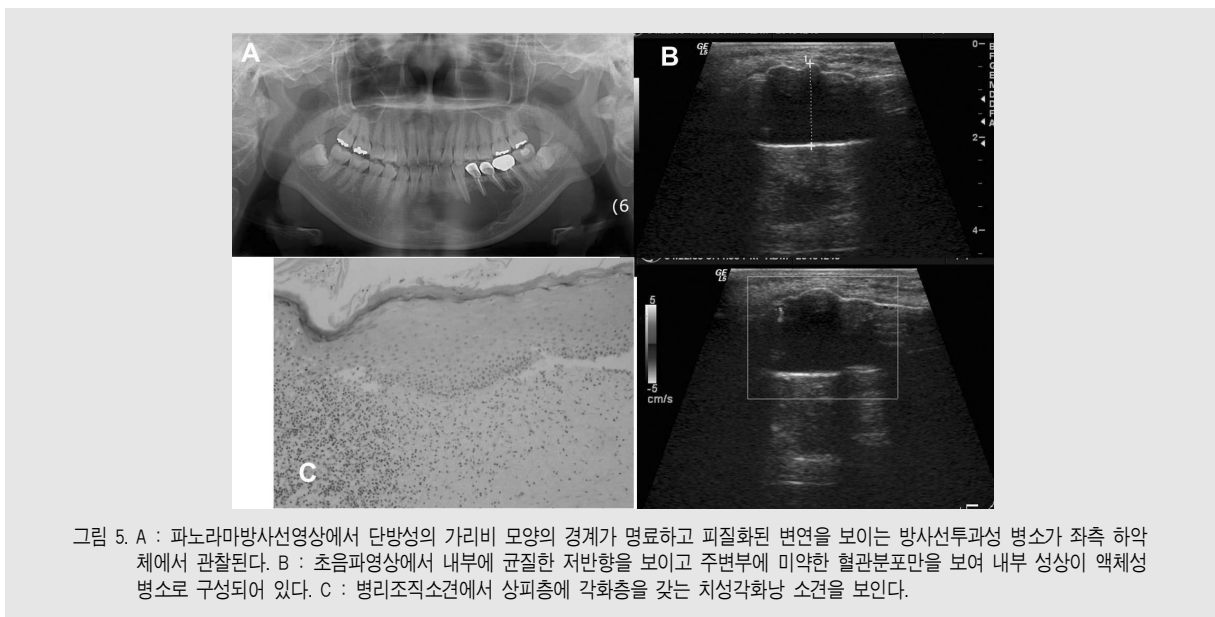 A
B
GE
L5
0
2
4
(6
C
GE
L5
5
-5
cm/s
그림 5. A : 파노라마방사선영상에서 단방성의 가리비 모양의 경계가 명료하고 피질화된 변연을 보이는 방사선투과성 병소가 좌측 하악
체에서 관찰된다. B : 초음파영상에서 내부에 균질한 저반향을 보이고 주변부에 미약한 혈관분포만을 보여 내부 성상이 액체성
병소로 구성되어 있다. C : 병리조직소견에서 상피층에 각화층을 갖는 치성각화낭 소견을 보인다.